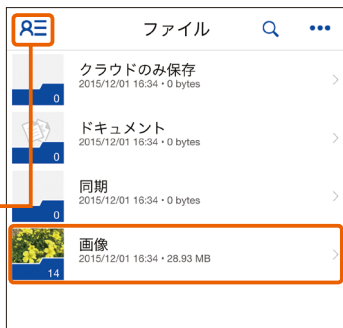 ファイル
クラウドのみ保存
2015/12/01 16:34 • 0 bytes
0
ドキュメント
2015/12/01 16:34 • 0 bytes
0
同期
2015/12/01 16:34 • 0 bytes
0
画像
2015/12/01 16:34 • 28.93 MB
14